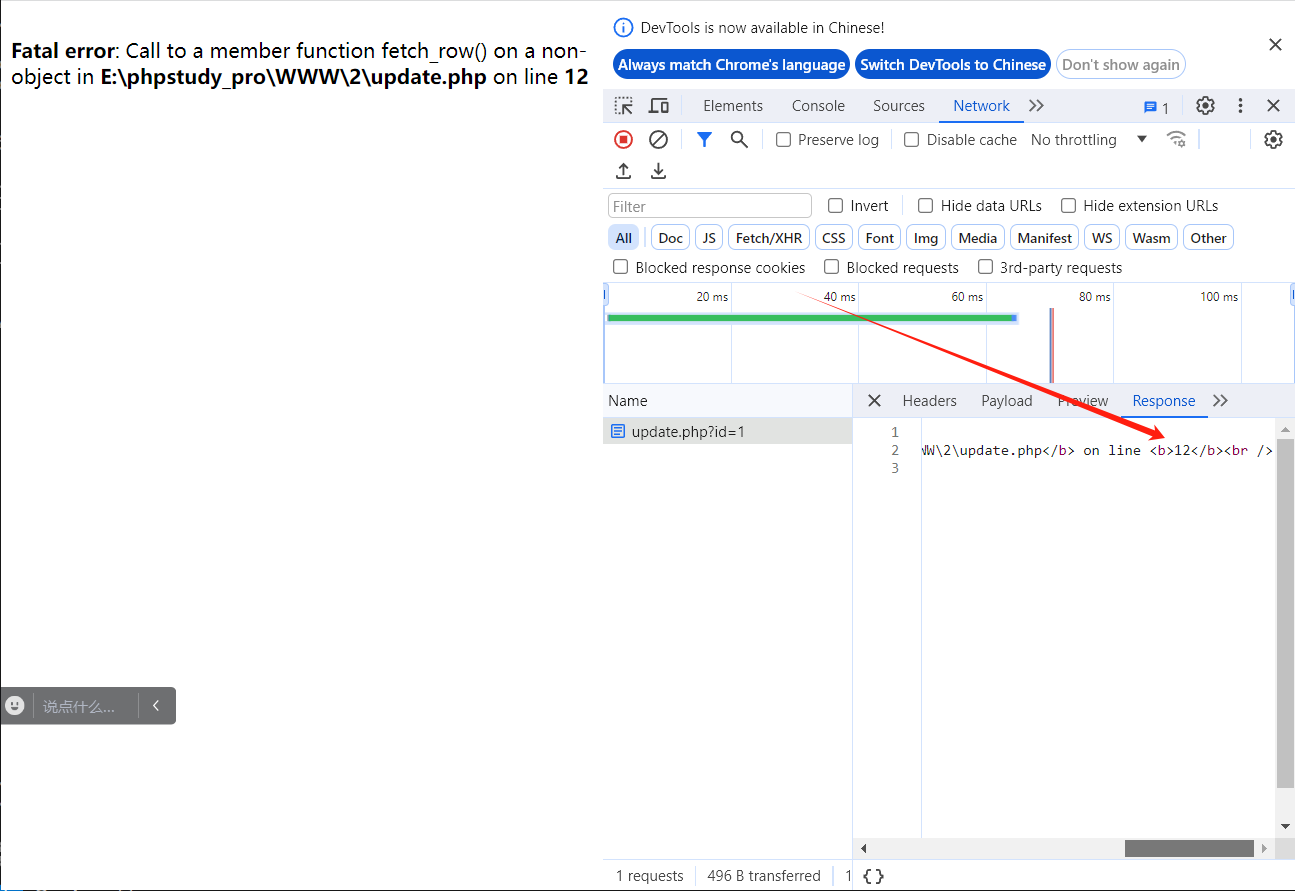 Fatal error: Call to a member function fetch_row() on a non-
object in E:\phpstudy_pro\WWW\2\update.php on line 12
说点什么...
DevTools is now available in Chinese!
Always match Chrome's language
Switch DevTools to Chinese
Don't show again
Elements
Console
Sources
Network
1
Preserve log
Disable cache
No throttling
Filter
Invert
Hide data URLs
Hide extension URLs
All
Doc
JS
Fetch/XHR
CSS
Font
Img
Media
Manifest
WS
Wasm
Other
Blocked response cookies
Blocked requests
3rd-party requests
20 ms
40 ms
60 ms
80 ms
100 ms
Name
Headers
Payload
Preview
Response
update.php?id=1
1
2
\2\update.php</b> on line <b>12</b><br />
3
1 requests
496 B transferred
1
{}